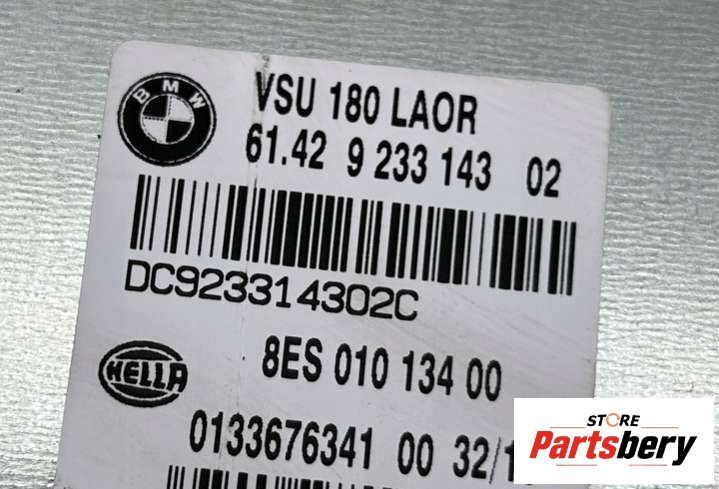 BMW
VSU 180 LAOR
61.42 9 233 143 02
DC923314302C
8ES 010 134 00
HELLA
0133676341 00 32/1
STORE
Partsbery